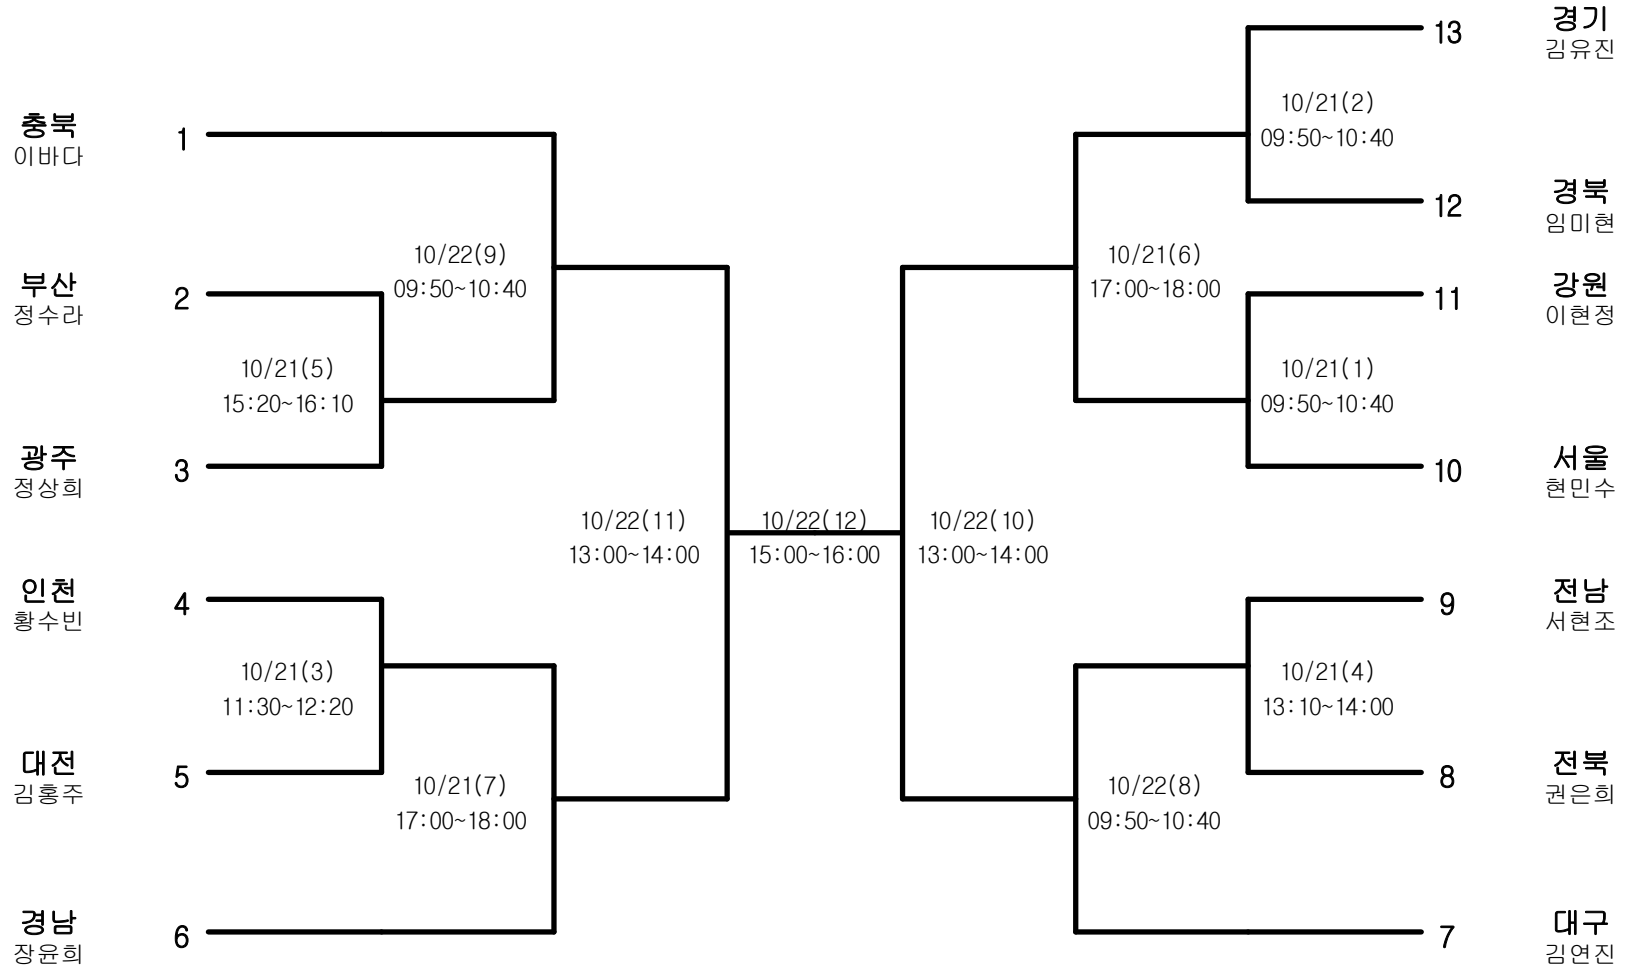 충북
이바다
1
부산
정수라
2
10/22(9)
09:50~10:40
10/21(5)
15:20~16:10
광주
정상희
3
인천
황수빈
4
10/21(3)
11:30~12:20
대전
김홍주
5
10/21(7)
17:00~18:00
경남
장윤희
6
10/22(11)
13:00~14:00
10/22(12)
15:00~16:00
10/22(10)
13:00~14:00
13
경기
김유진
10/21(2)
09:50~10:40
12
경북
임미현
10/21(6)
17:00~18:00
11
강원
이현정
10/21(1)
09:50~10:40
10
서울
현민수
9
전남
서현조
10/21(4)
13:10~14:00
8
전북
권은희
10/22(8)
09:50~10:40
7
대구
김연진